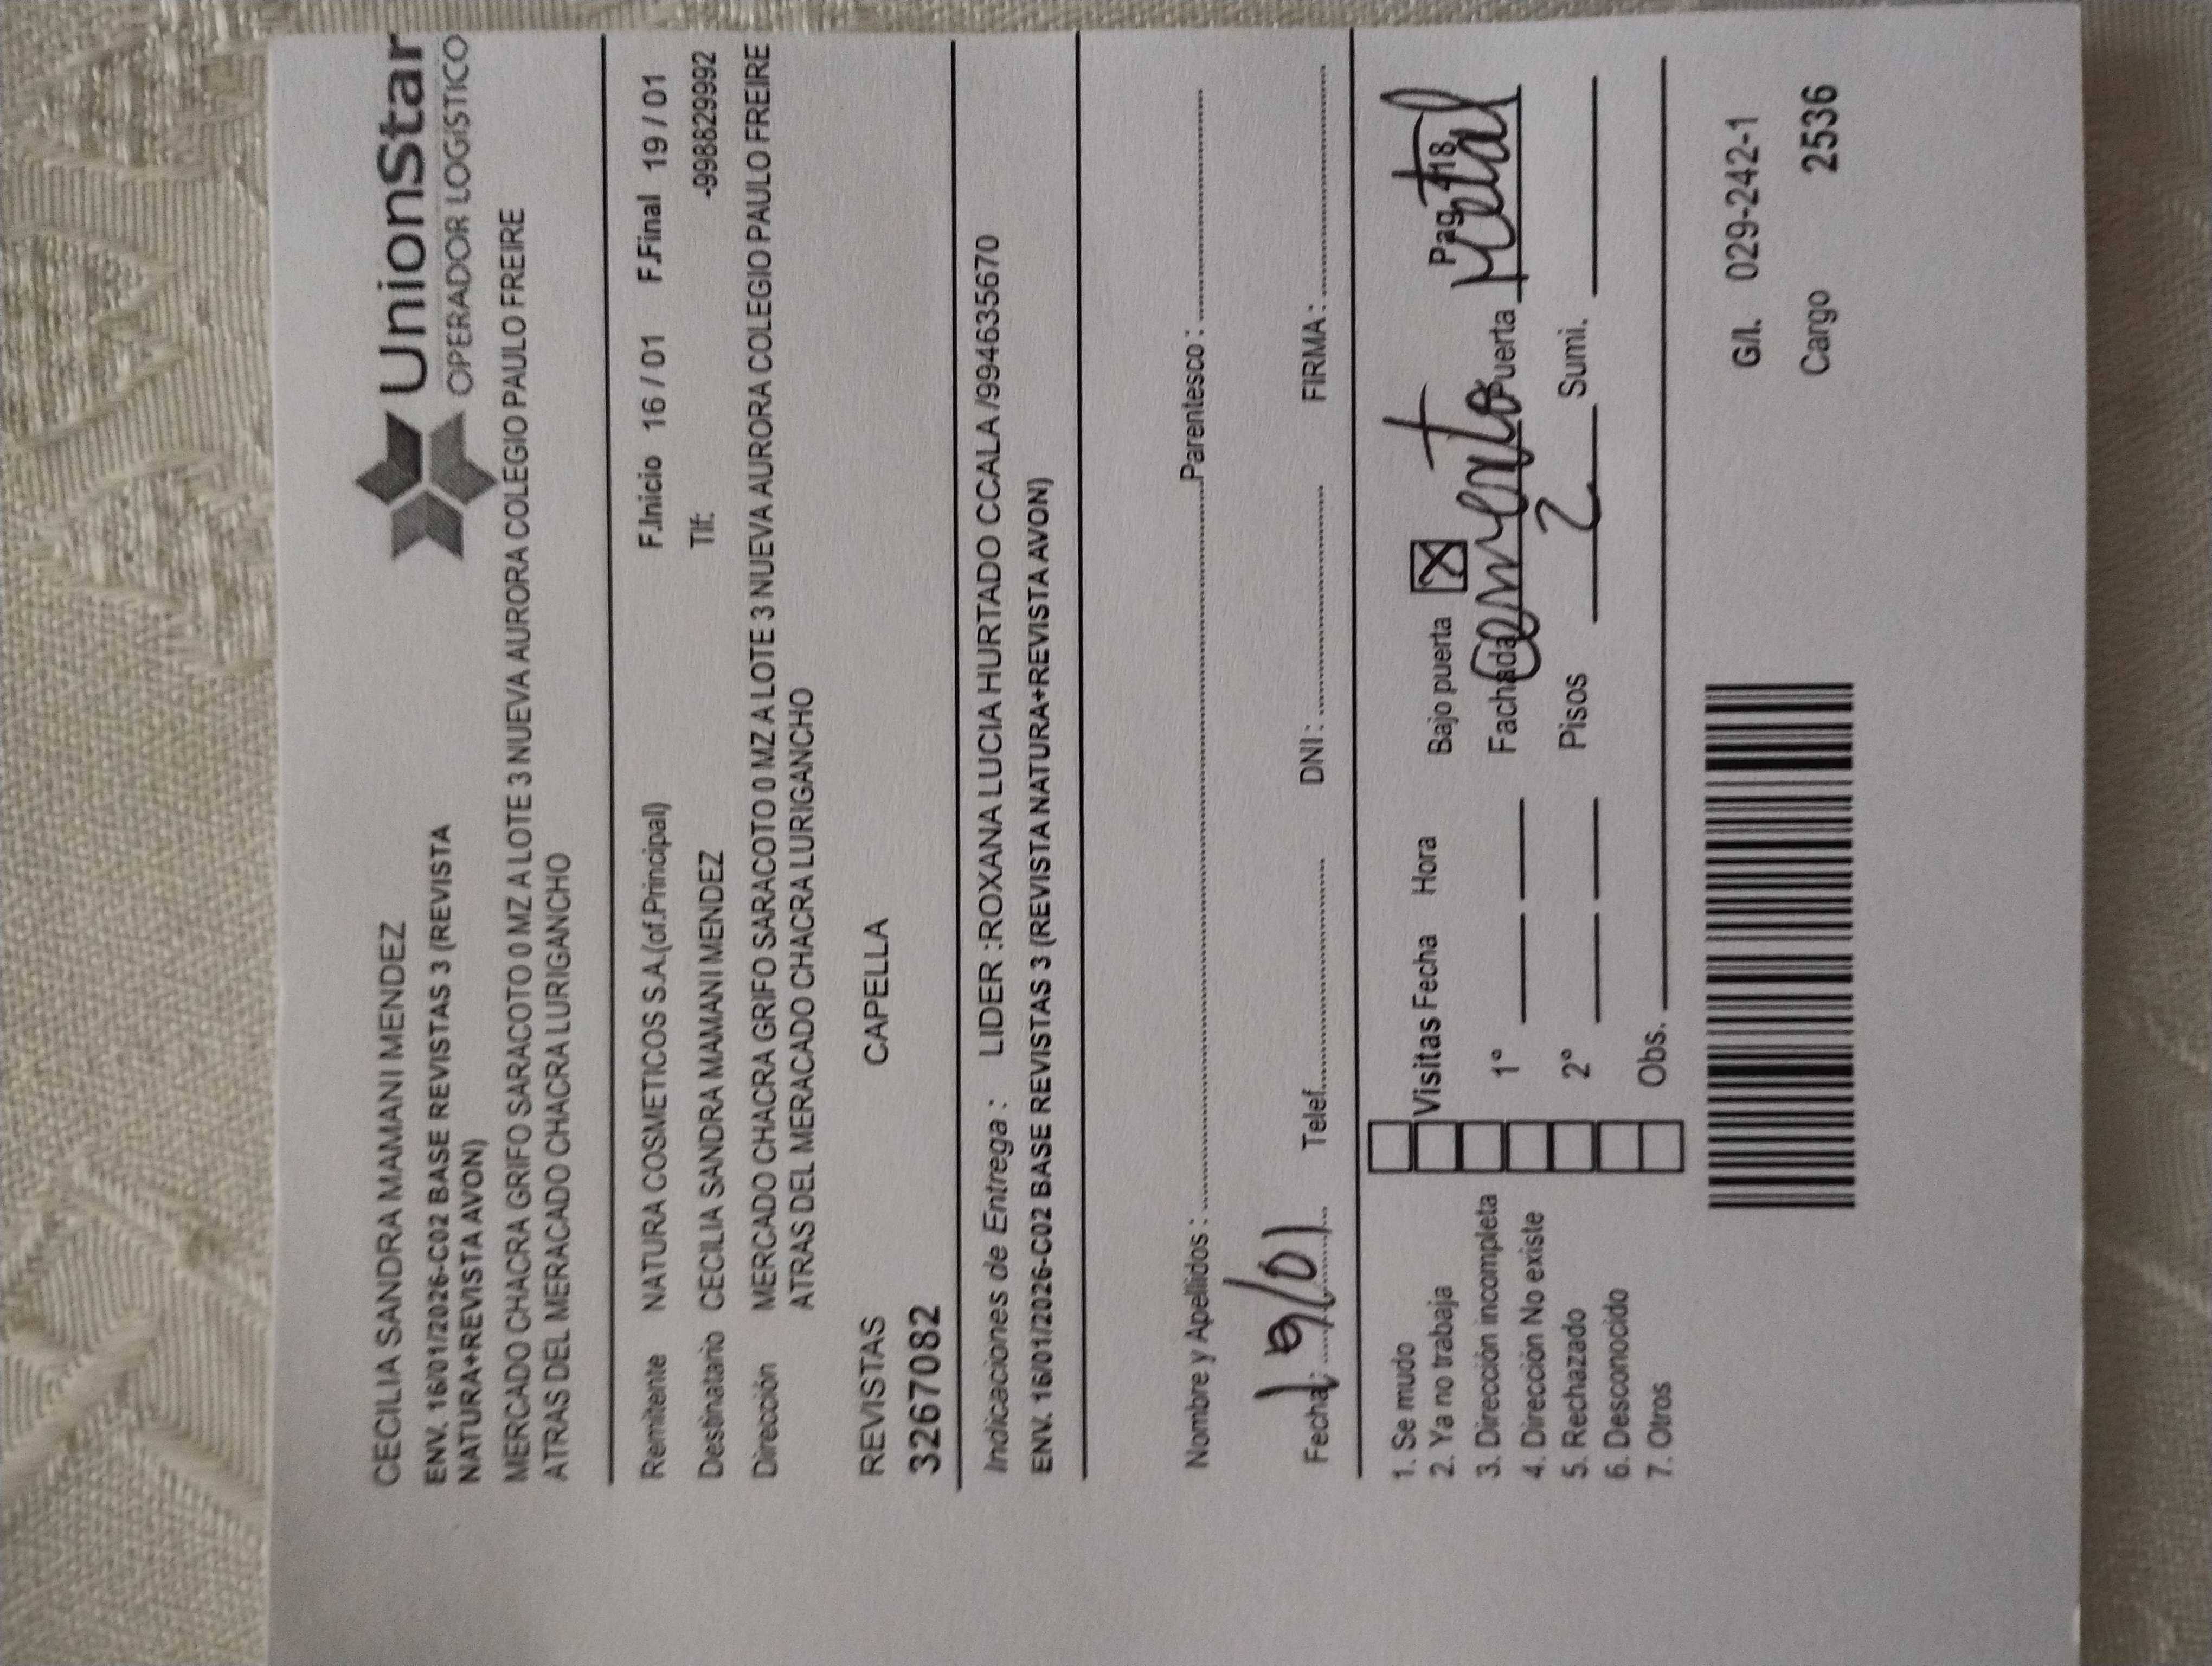 UnionStar
OPERADOR LOGÍSTICO
CECILIA SANDRA MAMANI MENDEZ
ENV. 16/01/2026-C02 BASE REVISTAS 3 (REVISTA
NATURA+REVISTA AVON)
MERCADO CHACRA GRIFO SARACOTO 0 MZ A LOTE 3 NUEVA AURORA COLEGIO PAULO FREIRE
ATRAS DEL MERACADO CHACRA LURIGANCHO
Remitente NATURA COSMETICOS S.A.(of.Principal) F.Inicio 16 / 01 F.Final 19 / 01
Destinatario CECILIA SANDRA MAMANI MENDEZ Tlf: -998829992
Dirección MERCADO CHACRA GRIFO SARACOTO 0 MZ A LOTE 3 NUEVA AURORA COLEGIO PAULO FREIRE
ATRAS DEL MERACADO CHACRA LURIGANCHO
REVISTAS CAPELLA
3267082
Indicaciones de Entrega : LIDER :ROXANA LUCIA HURTADO CCALA /994635670
ENV. 16/01/2026-C02 BASE REVISTAS 3 (REVISTA NATURA+REVISTA AVON)
Nombre y Apellidos : Parentesco :
Fecha: 19/01 Telef. DNI : FIRMA :
1. Se mudo
2. Ya no trabaja
3. Dirección incompleta
4. Dirección No existe
5. Rechazado
6. Desconocido
7. Otros
Visitas Fecha Hora Bajo puerta X Pag 418
1° Fachada Cemento Puerta Metal
2° Pisos 2 Sumi.
Obs.
G/I. 029-242-1
Cargo 2536